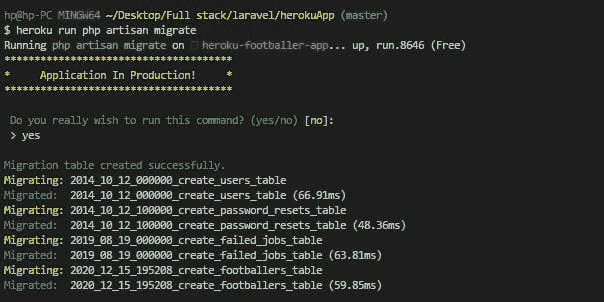 hp@hp-PC MINGW64 ~/Desktop/Full stack/laravel/herokuApp (master)
$ heroku run php artisan migrate
Running php artisan migrate on heroku-footballer-app... up, run.8646 (Free)
**************************************
*     Application In Production!     *
**************************************
Do you really wish to run this command? (yes/no) [no]:
> yes
Migration table created successfully.
Migrating: 2014_10_12_000000_create_users_table
Migrated:  2014_10_12_000000_create_users_table (66.91ms)
Migrating: 2014_10_12_100000_create_password_resets_table
Migrated:  2014_10_12_100000_create_password_resets_table (48.36ms)
Migrating: 2019_08_19_000000_create_failed_jobs_table
Migrated:  2019_08_19_000000_create_failed_jobs_table (63.81ms)
Migrating: 2020_12_15_195208_create_footballers_table
Migrated:  2020_12_15_195208_create_footballers_table (59.85ms)